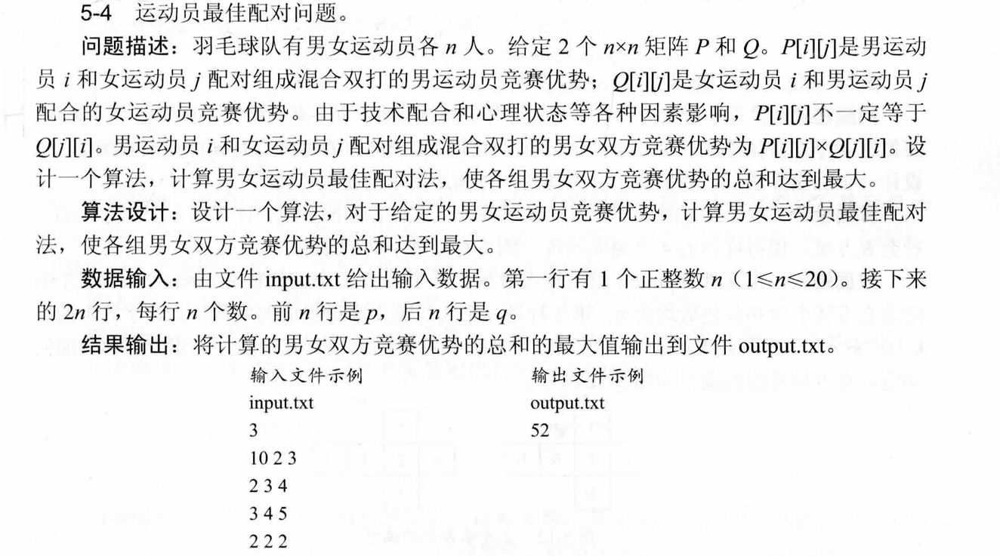 5-4 运动员最佳配对问题。
问题描述：羽毛球队有男女运动员各 n 人。给定 2 个 n×n 矩阵 P 和 Q。P[i][j]是男运动
员 i 和女运动员 j 配对组成混合双打的男运动员竞赛优势；Q[i][j]是女运动员 i 和男运动员 j
配合的女运动员竞赛优势。由于技术配合和心理状态等各种因素影响，P[i][j]不一定等于
Q[j][i]。男运动员 i 和女运动员 j 配对组成混合双打的男女双方竞赛优势为 P[i][j]×Q[j][i]。设
计一个算法，计算男女运动员最佳配对法，使各组男女双方竞赛优势的总和达到最大。
算法设计：设计一个算法，对于给定的男女运动员竞赛优势，计算男女运动员最佳配对
法，使各组男女双方竞赛优势的总和达到最大。
数据输入：由文件 input.txt 给出输入数据。第一行有 1 个正整数 n（1≤n≤20）。接下来
的 2n 行，每行 n 个数。前 n 行是 p，后 n 行是 q。
结果输出：将计算的男女双方竞赛优势的总和的最大值输出到文件 output.txt。
输入文件示例 输出文件示例
input.txt output.txt
3 52
10 2 3
2 3 4
3 4 5
2 2 2